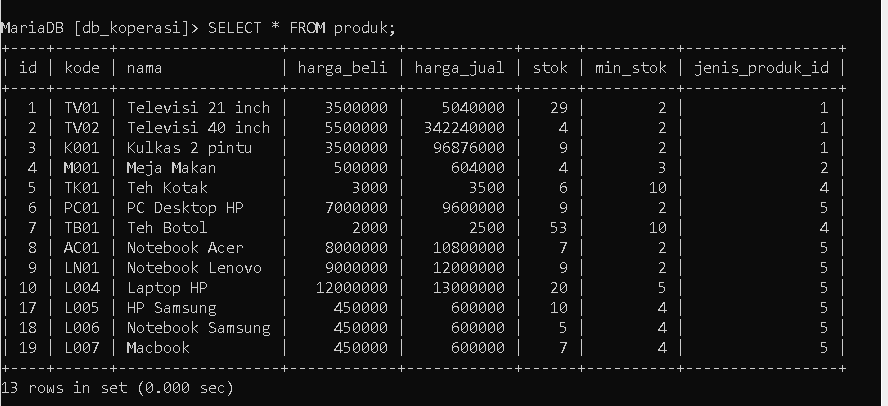 MariaDB [db_koperasi]> SELECT * FROM produk;
+----+------+------------------+------------+------------+------+----------+-----------------+
| id | kode | nama             | harga_beli | harga_jual | stok | min_stok | jenis_produk_id |
+----+------+------------------+------------+------------+------+----------+-----------------+
|  1 | TV01 | Televisi 21 inch |    3500000 |    5040000 |   29 |        2 |               1 |
|  2 | TV02 | Televisi 40 inch |    5500000 |  342240000 |    4 |        2 |               1 |
|  3 | K001 | Kulkas 2 pintu   |    3500000 |   96876000 |    9 |        2 |               1 |
|  4 | M001 | Meja Makan       |     500000 |     604000 |    4 |        3 |               2 |
|  5 | TK01 | Teh Kotak        |       3000 |       3500 |    6 |       10 |               4 |
|  6 | PC01 | PC Desktop HP    |    7000000 |    9600000 |    9 |        2 |               5 |
|  7 | TB01 | Teh Botol        |       2000 |       2500 |   53 |       10 |               4 |
|  8 | AC01 | Notebook Acer    |    8000000 |   10800000 |    7 |        2 |               5 |
|  9 | LN01 | Notebook Lenovo  |    9000000 |   12000000 |    9 |        2 |               5 |
| 10 | L004 | Laptop HP        |   12000000 |   13000000 |   20 |        5 |               5 |
| 17 | L005 | HP Samsung       |     450000 |     600000 |   10 |        4 |               5 |
| 18 | L006 | Notebook Samsung |     450000 |     600000 |    5 |        4 |               5 |
| 19 | L007 | Macbook          |     450000 |     600000 |    7 |        4 |               5 |
+----+------+------------------+------------+------------+------+----------+-----------------+
13 rows in set (0.000 sec)